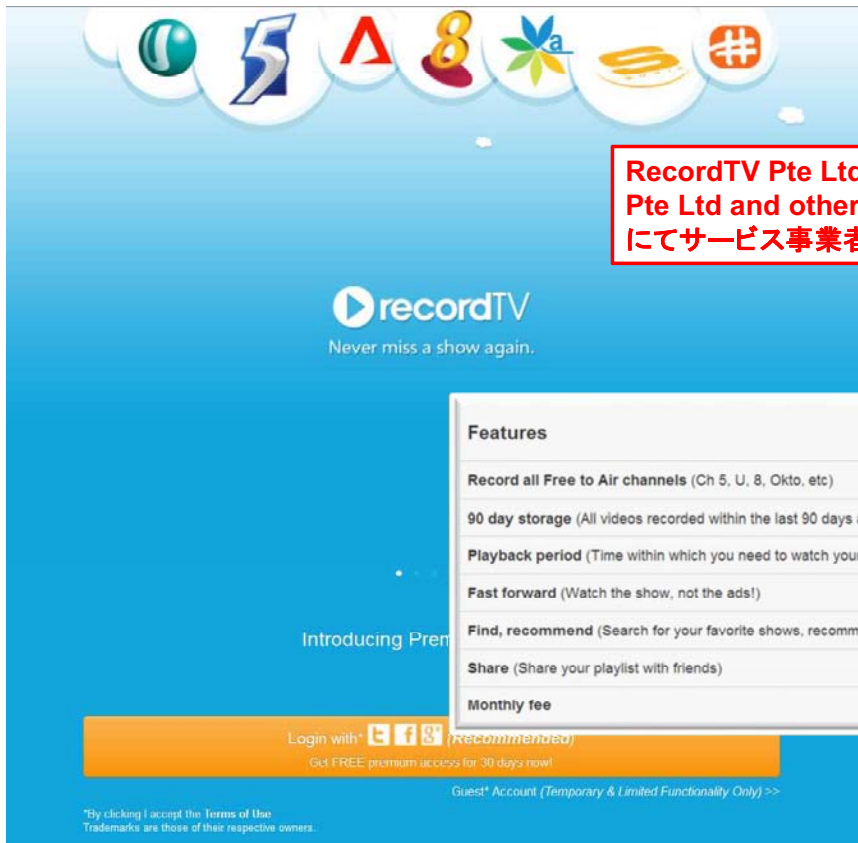 5
8
a
RecordTV Pte Ltd
Pte Ltd and other
にてサービス事業者
recordTV
Never miss a show again.
Features
Record all Free to Air channels (Ch 5, U, 8, Okto, etc)
90 day storage (All videos recorded within the last 90 days
Playback period (Time within which you need to watch your
Fast forward (Watch the show, not the ads!)
Find, recommend (Search for your favorite shows, recomm
Share (Share your playlist with friends)
Monthly fee
Introducing Prem
Login with* t f g+ (Recommended)
Get FREE premium access for 30 days now!
Guest* Account (Temporary & Limited Functionality Only) >>
*By clicking I accept the Terms of Use
Trademarks are those of their respective owners.